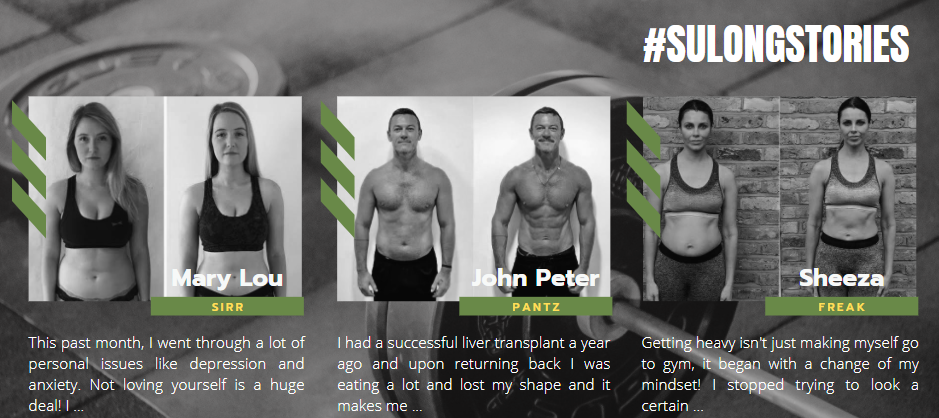 #SULONGSTORIES
Mary Lou
SIRR
This past month, I went through a lot of
personal issues like depression and
anxiety. Not loving yourself is a huge
deal! I ...
John Peter
PANTZ
I had a successful liver transplant a year
ago and upon returning back I was
eating a lot and lost my shape and it
makes me ...
Sheeza
FREAK
Getting heavy isn't just making myself go
to gym, it began with a change of my
mindset! I stopped trying to look a
certain ...